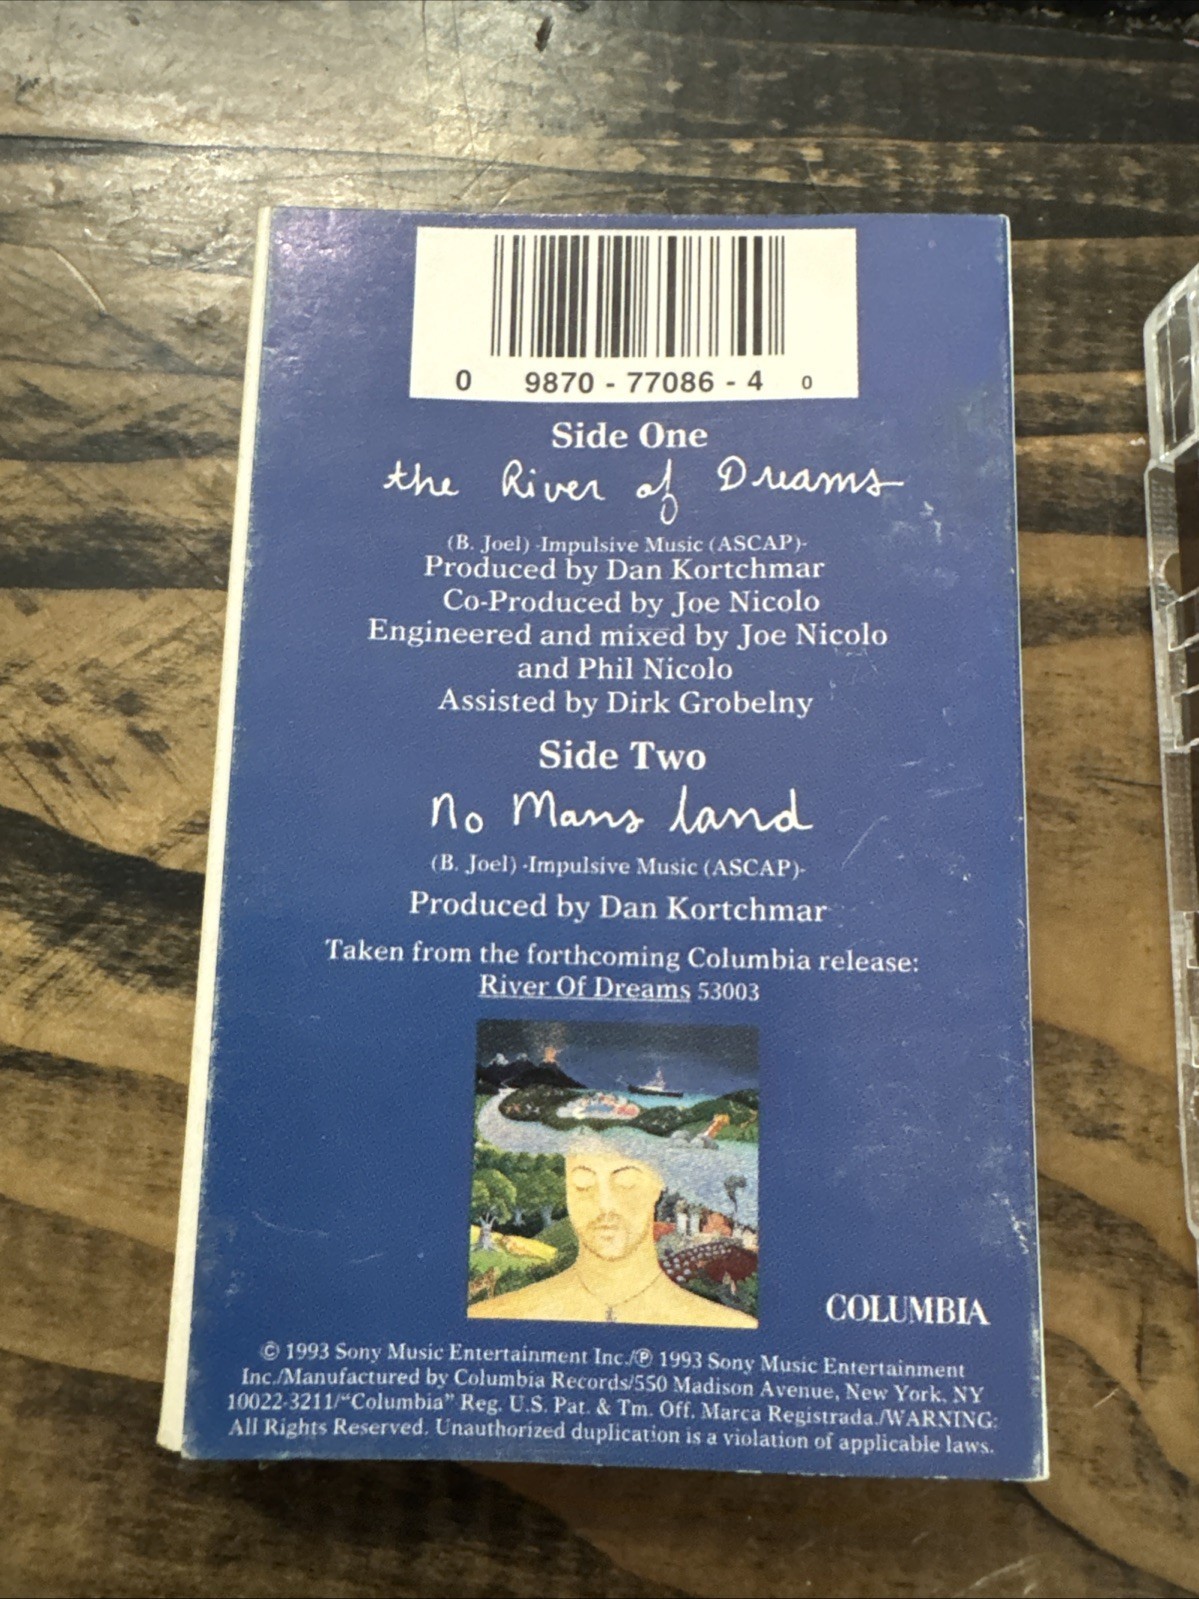 0 9870 - 77086 - 4 0
Side One
the River of Dreams
(B. Joel) -Impulsive Music (ASCAP)-
Produced by Dan Kortchmar
Co-Produced by Joe Nicolo
Engineered and mixed by Joe Nicolo
and Phil Nicolo
Assisted by Dirk Grobelny
Side Two
No Mans land
(B. Joel) -Impulsive Music (ASCAP)-
Produced by Dan Kortchmar
Taken from the forthcoming Columbia release:
River Of Dreams 53003
COLUMBIA
© 1993 Sony Music Entertainment Inc./℗ 1993 Sony Music Entertainment
Inc./Manufactured by Columbia Records/550 Madison Avenue, New York, NY
10022-3211/“Columbia” Reg. U.S. Pat. & Tm. Off. Marca Registrada./WARNING:
All Rights Reserved. Unauthorized duplication is a violation of applicable laws.